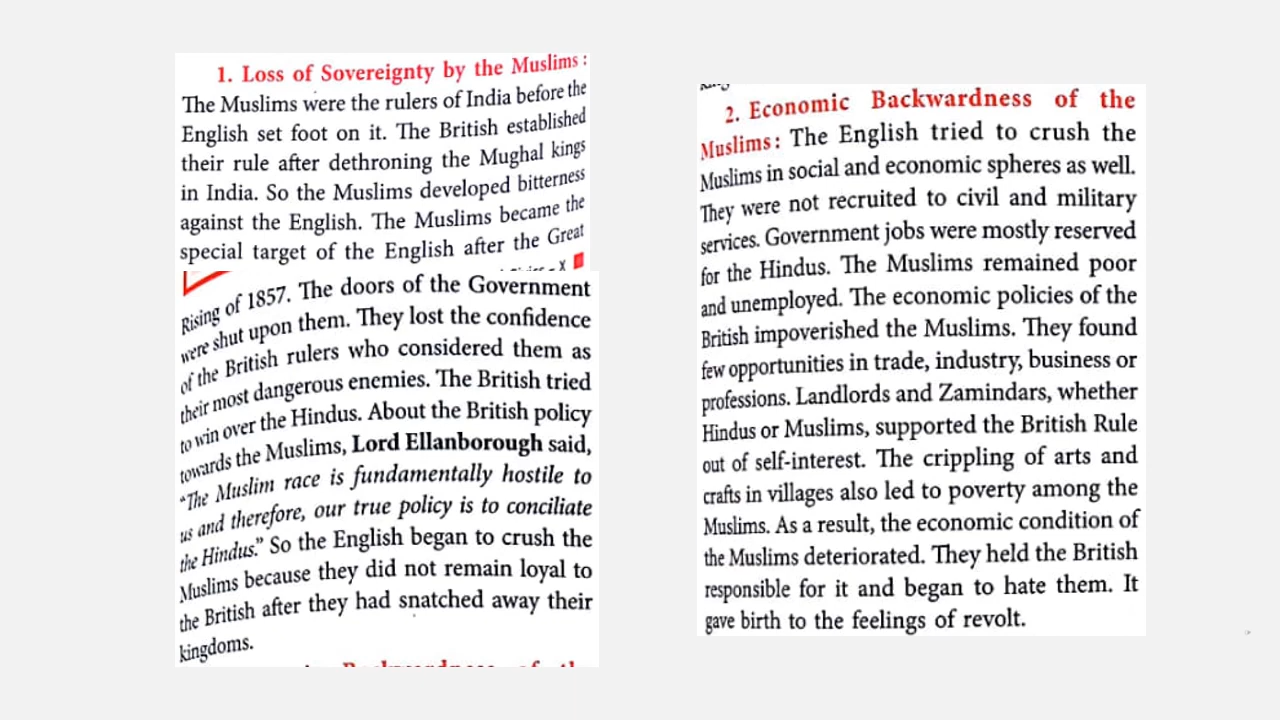 1. Loss of Sovereignty by the Muslims :
The Muslims were the rulers of India before the
English set foot on it. The British established
their rule after dethroning the Mughal kings
in India. So the Muslims developed bitterness
against the English. The Muslims became the
special target of the English after the Great
Rising of 1857. The doors of the Government
were shut upon them. They lost the confidence
of the British rulers who considered them as
their most dangerous enemies. The British tried
to win over the Hindus. About the British policy
towards the Muslims, Lord Ellanborough said,
“The Muslim race is fundamentally hostile to
us and therefore, our true policy is to conciliate
the Hindus.” So the English began to crush the
Muslims because they did not remain loyal to
the British after they had snatched away their
kingdoms.
2. Economic Backwardness of the
Muslims : The English tried to crush the
Muslims in social and economic spheres as well.
They were not recruited to civil and military
services. Government jobs were mostly reserved
for the Hindus. The Muslims remained poor
and unemployed. The economic policies of the
British impoverished the Muslims. They found
few opportunities in trade, industry, business or
professions. Landlords and Zamindars, whether
Hindus or Muslims, supported the British Rule
out of self-interest. The crippling of arts and
crafts in villages also led to poverty among the
Muslims. As a result, the economic condition of
the Muslims deteriorated. They held the British
responsible for it and began to hate them. It
gave birth to the feelings of revolt.